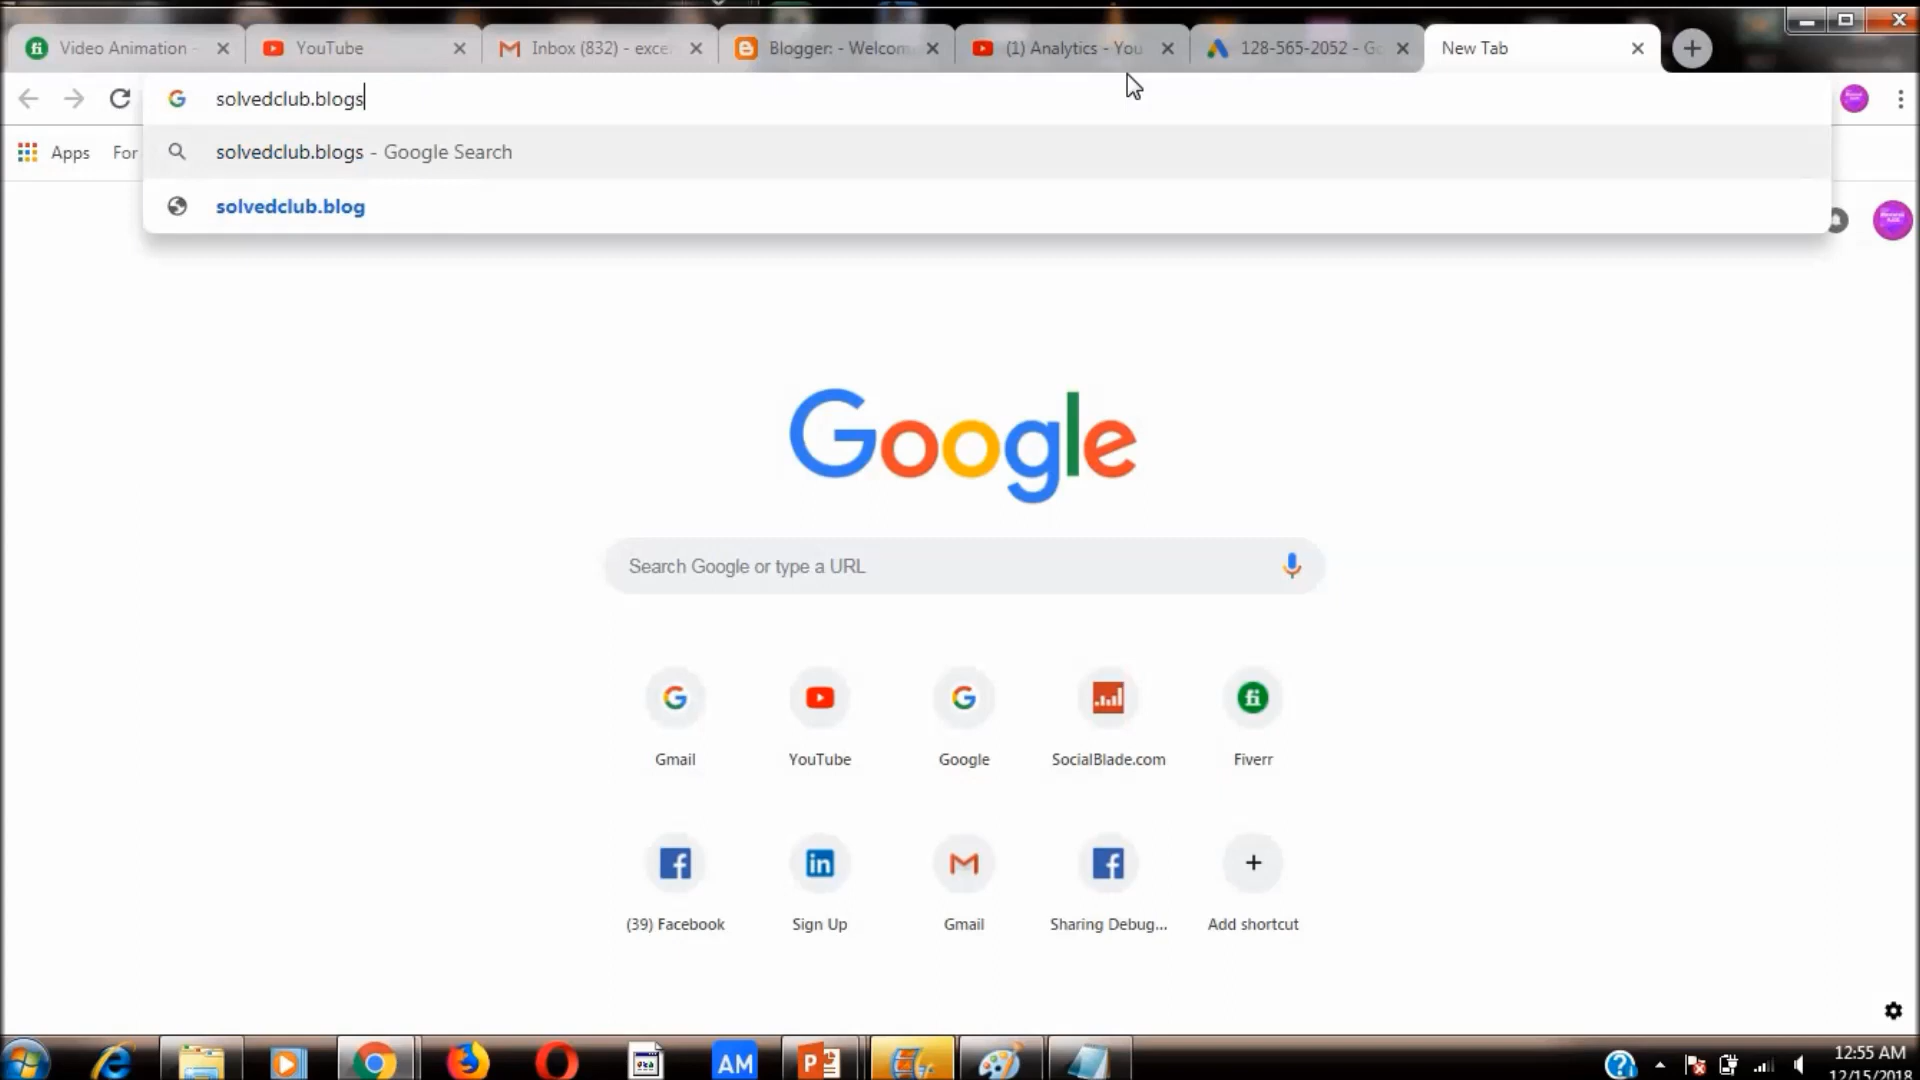 Video Animation -
YouTube
Inbox (832) - exce
Blogger: - Welcom
(1) Analytics - You
128-565-2052 - Go
New Tab
solvedclub.blogs
Apps
For
solvedclub.blogs - Google Search
solvedclub.blog
Google
Search Google or type a URL
Gmail
YouTube
Google
SocialBlade.com
Fiverr
(39) Facebook
Sign Up
Gmail
Sharing Debug...
Add shortcut
AM
12:55 AM
12/15/2018